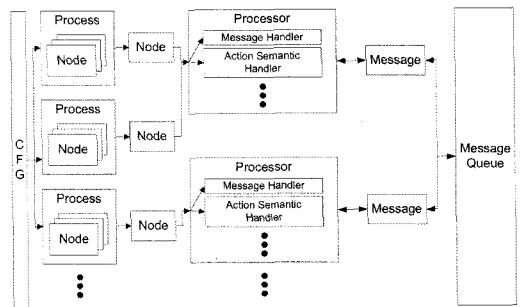 C
F
G
Process
Node
Node
Process
Node
Node
Process
Node
Node
Processor
Message Handler
Action Semantic
Handler
Message
Processor
Message Handler
Action Semantic
Handler
Message
Message
Queue